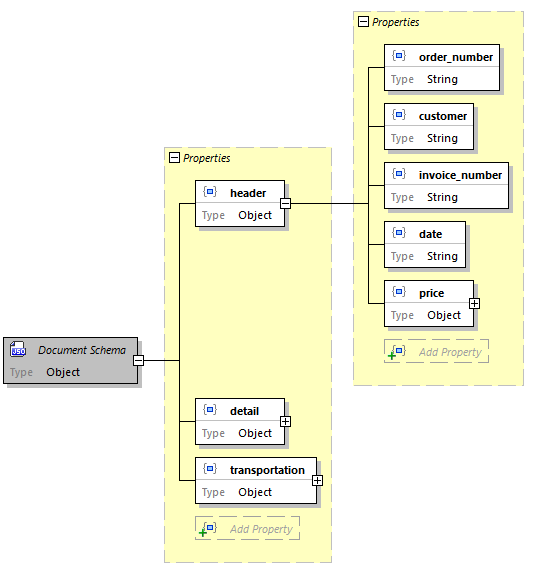 Properties
order_number
Type String
customer
Type String
invoice_number
Type String
date
Type String
price
Type Object
Add Property
Properties
header
Type Object
detail
Type Object
transportation
Type Object
Add Property
JSO
Document Schema
Type Object